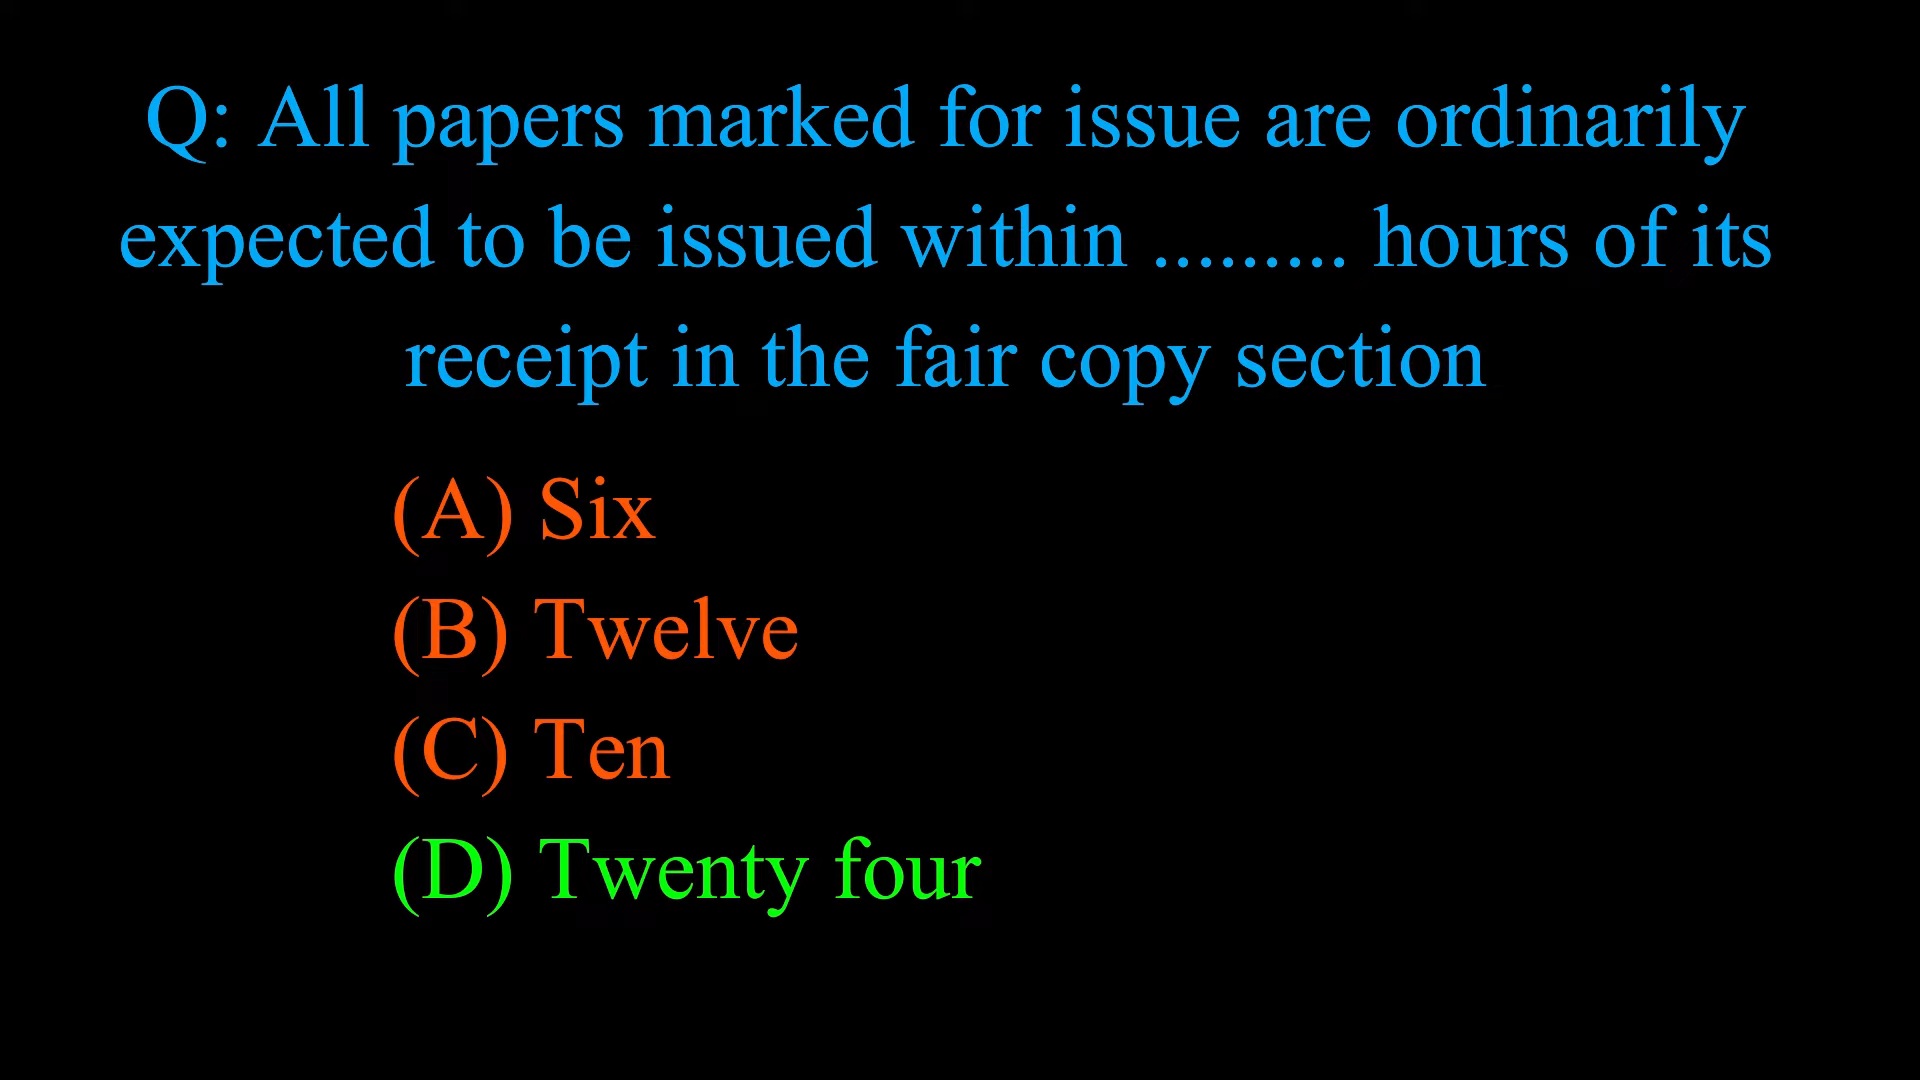 Q: All papers marked for issue are ordinarily
expected to be issued within ......... hours of its
receipt in the fair copy section
(A) Six
(B) Twelve
(C) Ten
(D) Twenty four